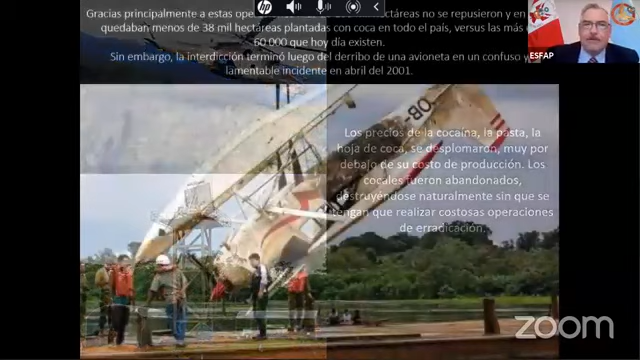 Gracias principalmente a estas ope
ctáreas no se repusieron y en
quedaban menos de 38 mil hectáreas plantadas con coca en todo el país, versus las más
60 000 que hoy día existen.
Sin embargo, la interdicción terminó luego del derribo de una avioneta en un confuso y
lamentable incidente en abril del 2001.
Los precios de la cocaína, la pasta, la
hoja de coca, se desplomaron, muy por
debajo de su costo de producción. Los
cocales fueron abandonados,
destruyéndose naturalmente sin que se
tengan que realizar costosas operaciones
de erradicación.
OB-
hp
ESFAP
zoom